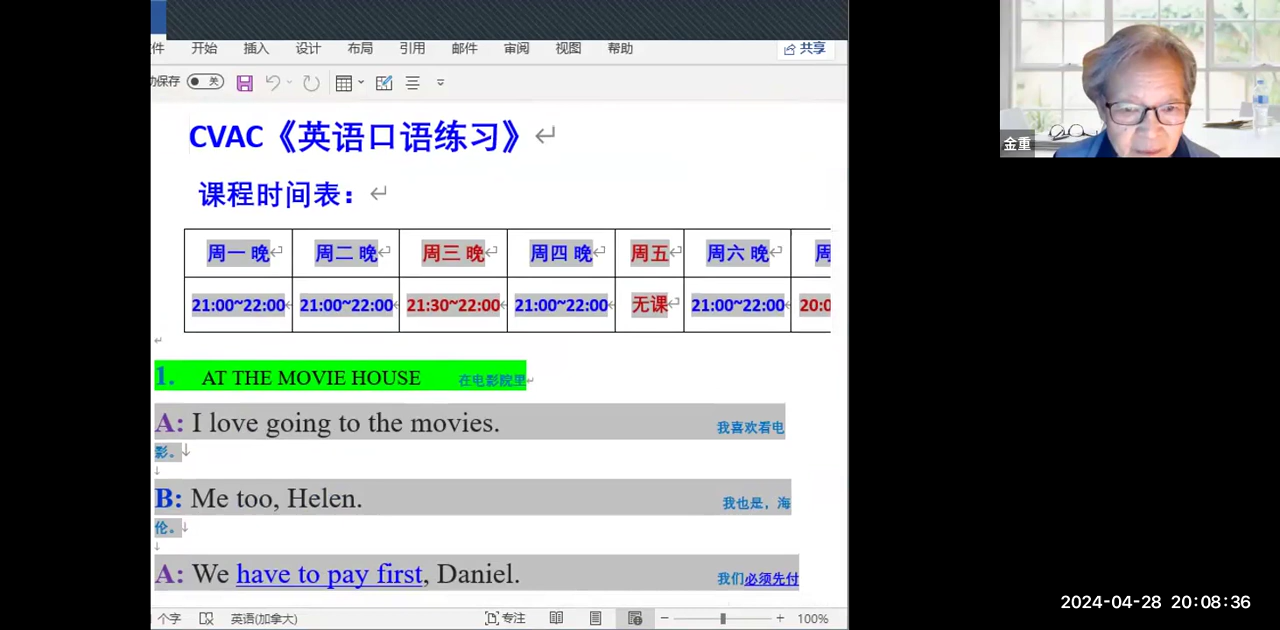 件 开始 插入 设计 布局 引用 邮件 审阅 视图 帮助 共享
动保存 关
CVAC《英语口语练习》
课程时间表：
周一 晚 周二 晚 周三 晚 周四 晚 周五 周六 晚 周
21:00~22:00 21:00~22:00 21:30~22:00 21:00~22:00 无课 21:00~22:00 20:0
1. AT THE MOVIE HOUSE 在电影院里
A: I love going to the movies. 我喜欢看电
影。
B: Me too, Helen. 我也是，海
伦。
A: We have to pay first, Daniel. 我们必须先付
个字 英语(加拿大) 专注 100%
金重
2024-04-28 20:08:36